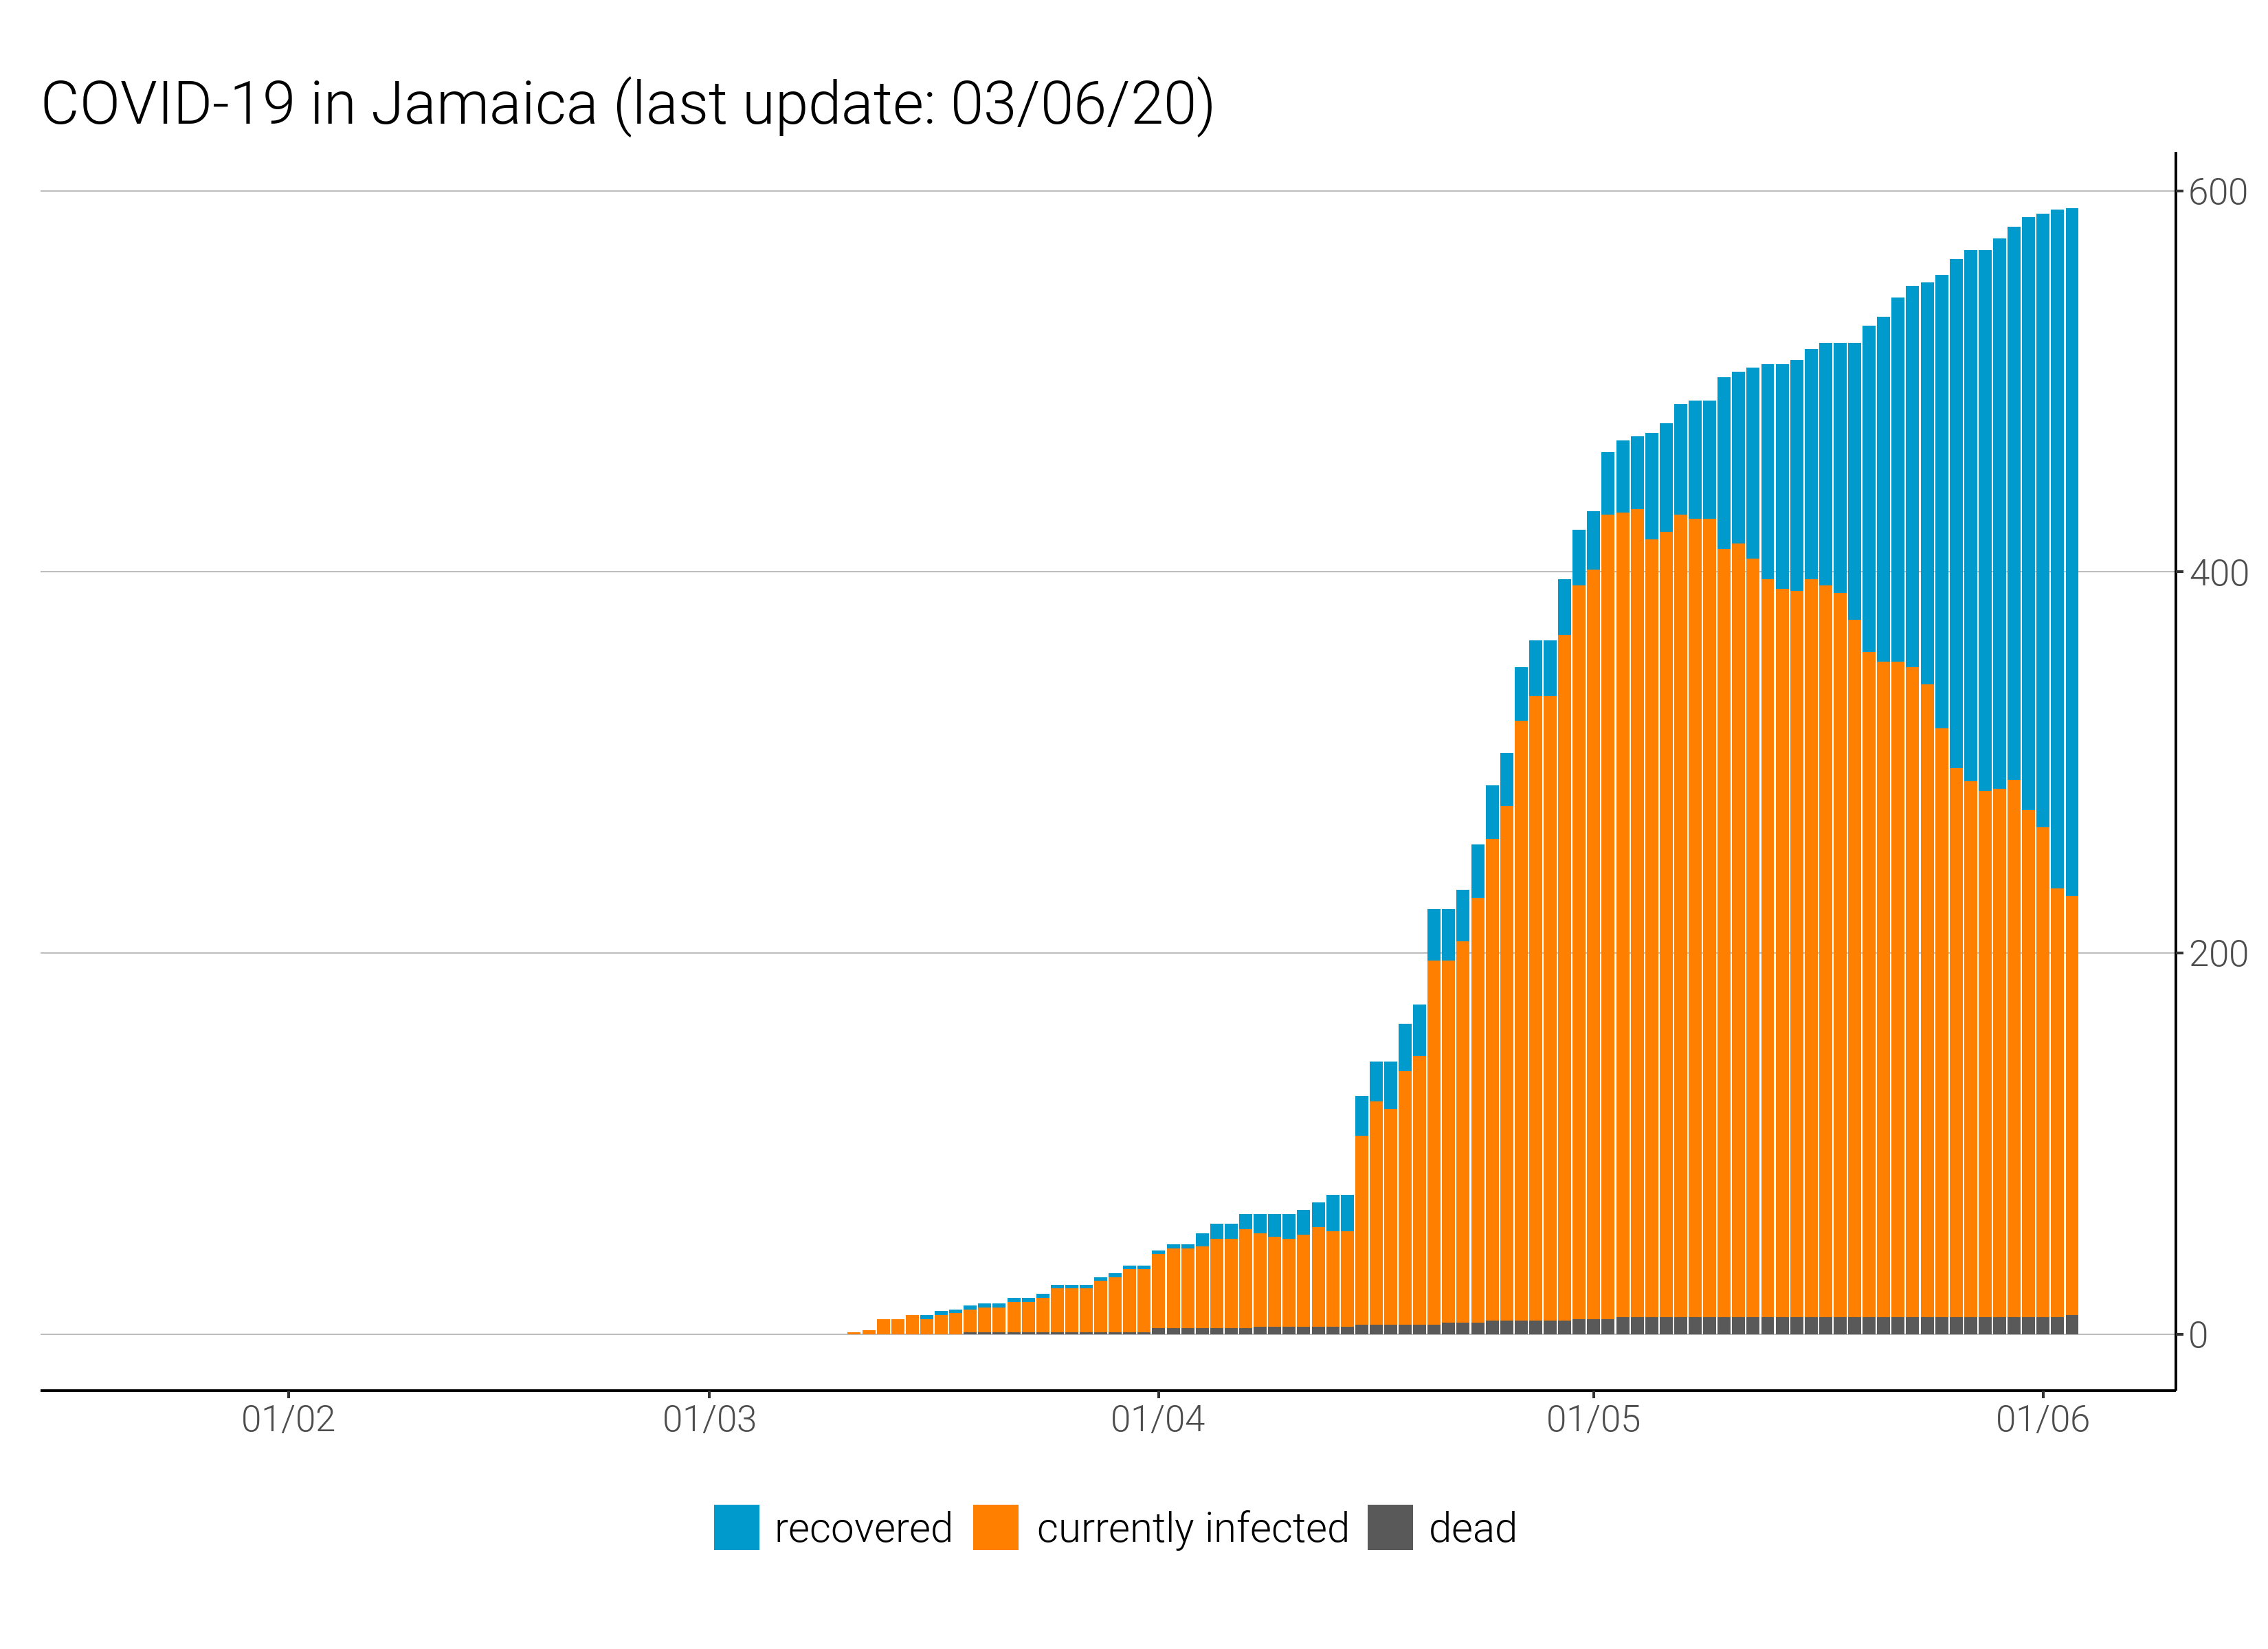 COVID-19 in Jamaica (last update: 03/06/20)
600
400
200
0
01/02 01/03 01/04 01/05 01/06
recovered currently infected dead